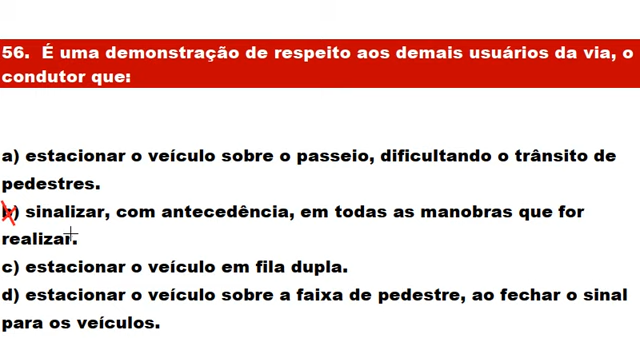 56. É uma demonstração de respeito aos demais usuários da via, o
condutor que:
a) estacionar o veículo sobre o passeio, dificultando o trânsito de
pedestres.
b) sinalizar, com antecedência, em todas as manobras que for
realizar.
c) estacionar o veículo em fila dupla.
d) estacionar o veículo sobre a faixa de pedestre, ao fechar o sinal
para os veículos.